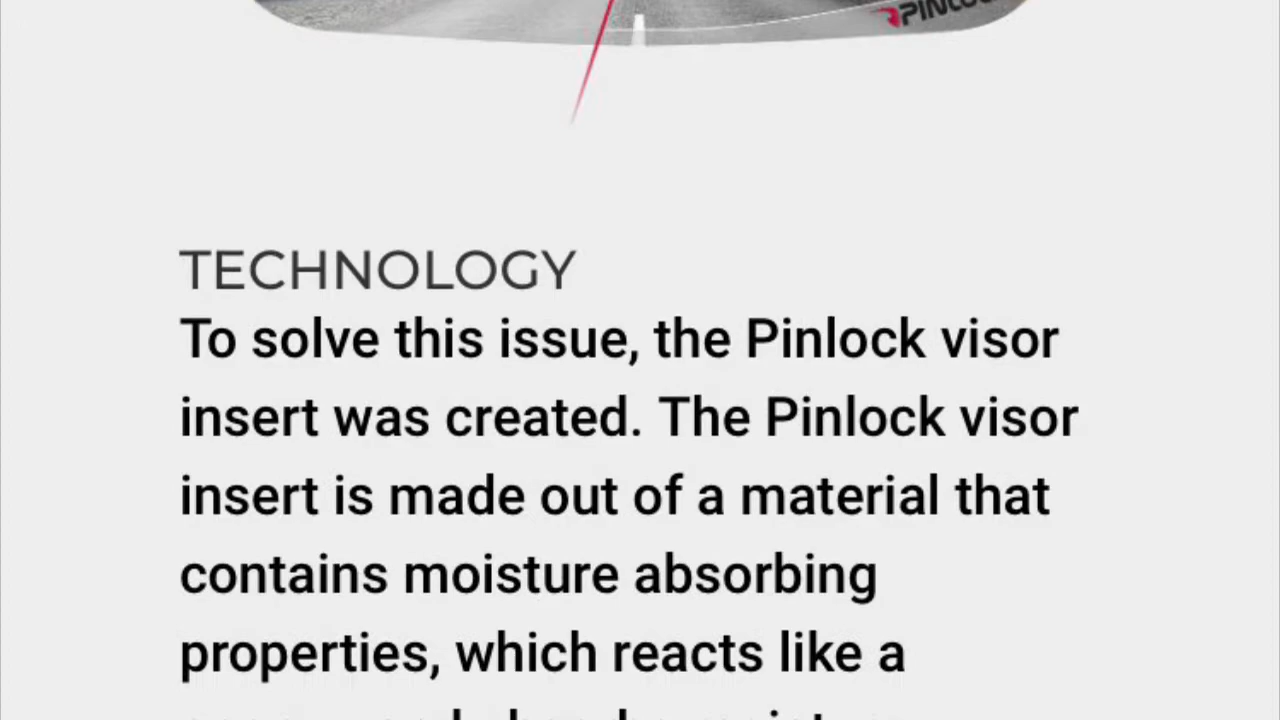 PINLOCK
TECHNOLOGY
To solve this issue, the Pinlock visor
insert was created. The Pinlock visor
insert is made out of a material that
contains moisture absorbing
properties, which reacts like a